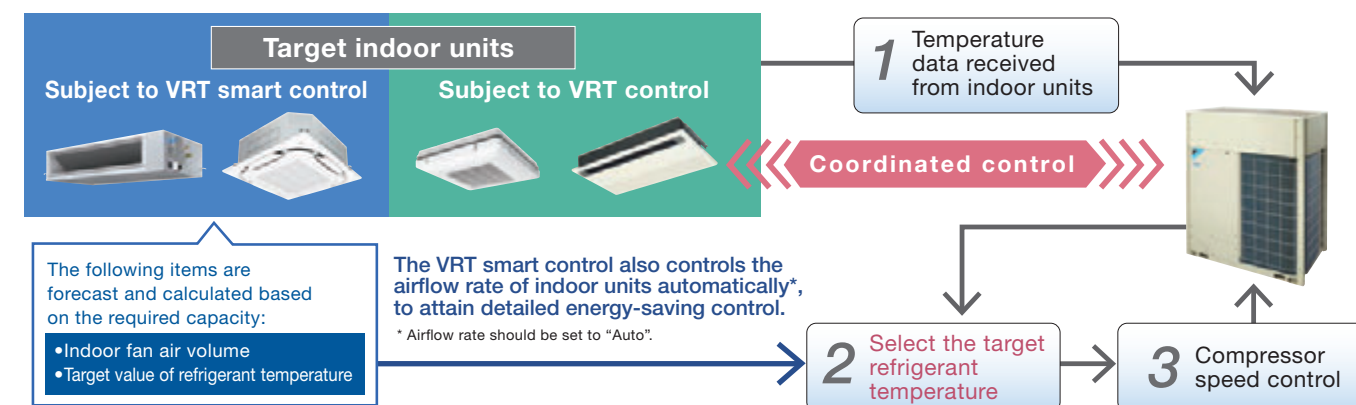 Target indoor units
Subject to VRT smart control
Subject to VRT control
1
Temperature
data received
from indoor units
Coordinated control
The following items are
forecast and calculated based
on the required capacity:
•Indoor fan air volume
•Target value of refrigerant temperature
The VRT smart control also controls the
airflow rate of indoor units automatically*,
to attain detailed energy-saving control.
* Airflow rate should be set to “Auto”.
2
Select the target
refrigerant
temperature
3
Compressor
speed control